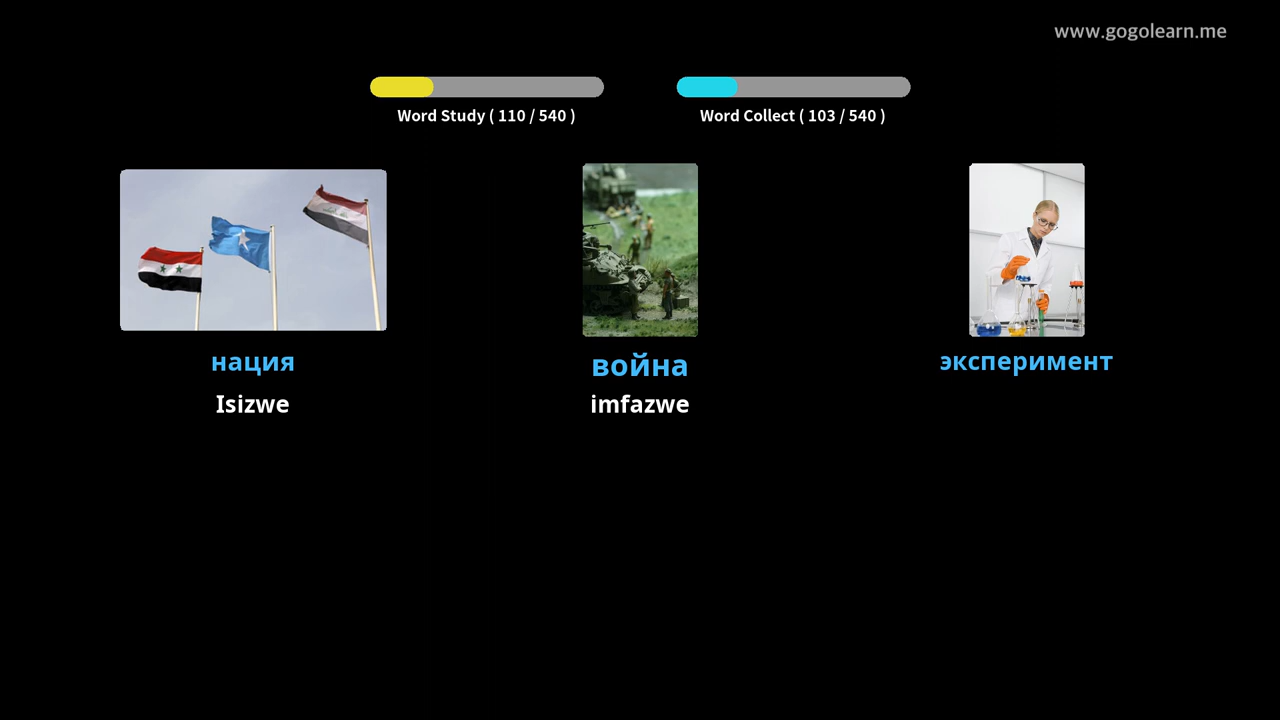 www.gogolearn.me
Word Study ( 110 / 540 )
Word Collect ( 103 / 540 )
нация
война
эксперимент
Isizwe
imfazwe